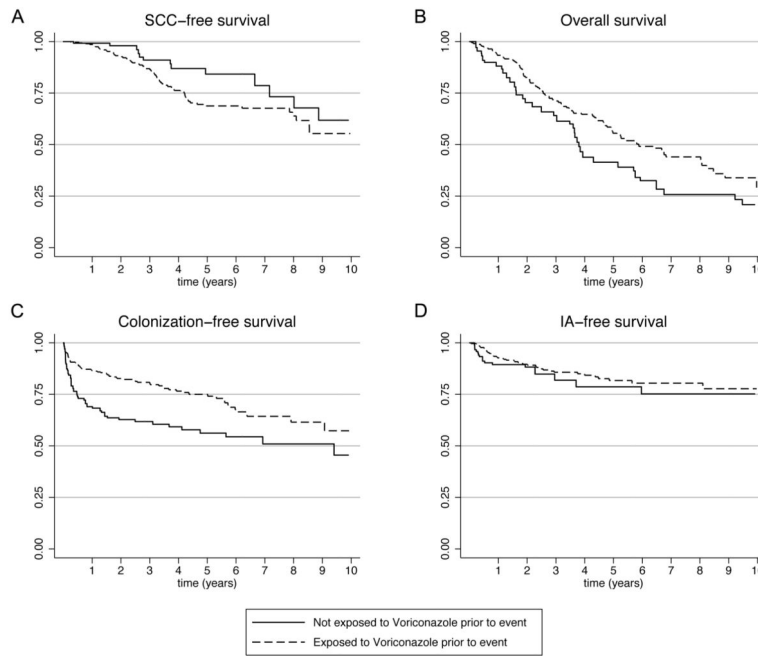 A
SCC-free survival
1.00
0.75
0.50
0.25
0.00
1 2 3 4 5 6 7 8 9 10
time (years)
B
Overall survival
1.00
0.75
0.50
0.25
0.00
1 2 3 4 5 6 7 8 9 10
time (years)
C
Colonization-free survival
1.00
0.75
0.50
0.25
0.00
1 2 3 4 5 6 7 8 9 10
time (years)
D
IA-free survival
1.00
0.75
0.50
0.25
0.00
1 2 3 4 5 6 7 8 9 10
time (years)
Not exposed to Voriconazole prior to event
Exposed to Voriconazole prior to event